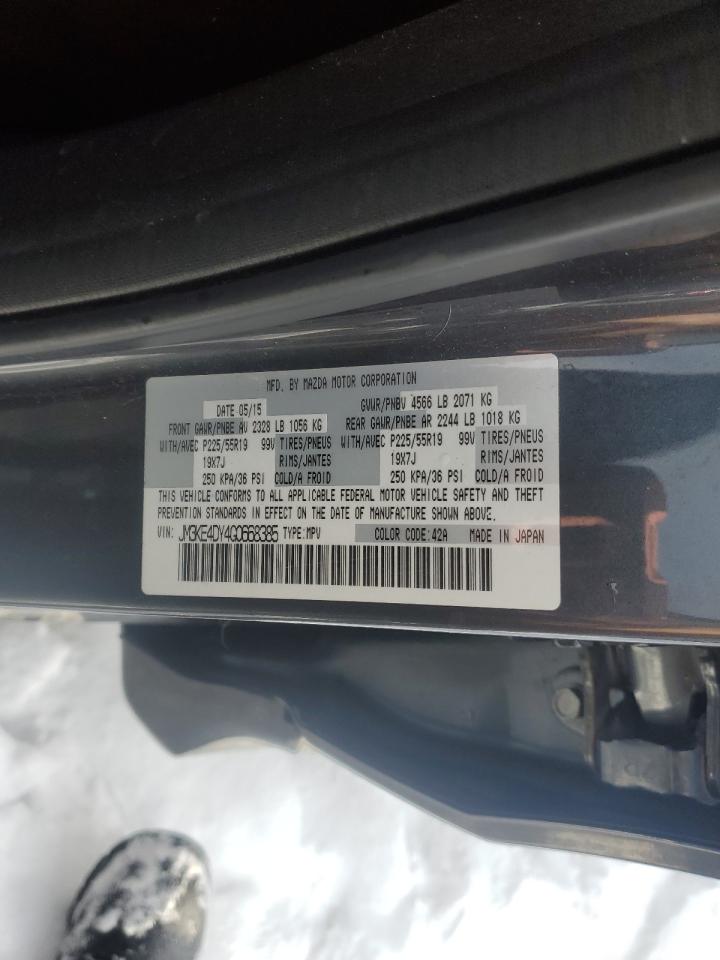 MFD. BY MAZDA MOTOR CORPORATION
DATE 05/15 GVWR/PNBV 4566 LB 2071 KG
FRONT GAWR/PNBE AV 2328 LB 1056 KG REAR GAWR/PNBE AR 2244 LB 1018 KG
WITH/AVEC P225/55R19 99V TIRES/PNEUS WITH/AVEC P225/55R19 99V TIRES/PNEUS
19X7J RIMS/JANTES 19X7J RIMS/JANTES
250 KPA/36 PSI COLD/A FROID 250 KPA/36 PSI COLD/A FROID
THIS VEHICLE CONFORMS TO ALL APPLICABLE FEDERAL MOTOR VEHICLE SAFETY AND THEFT
PREVENTION STANDARDS IN EFFECT ON THE DATE OF MANUFACTURE SHOWN ABOVE.
VIN: JM3KE4DY4G0668385 TYPE:MPV COLOR CODE:42A MADE IN JAPAN